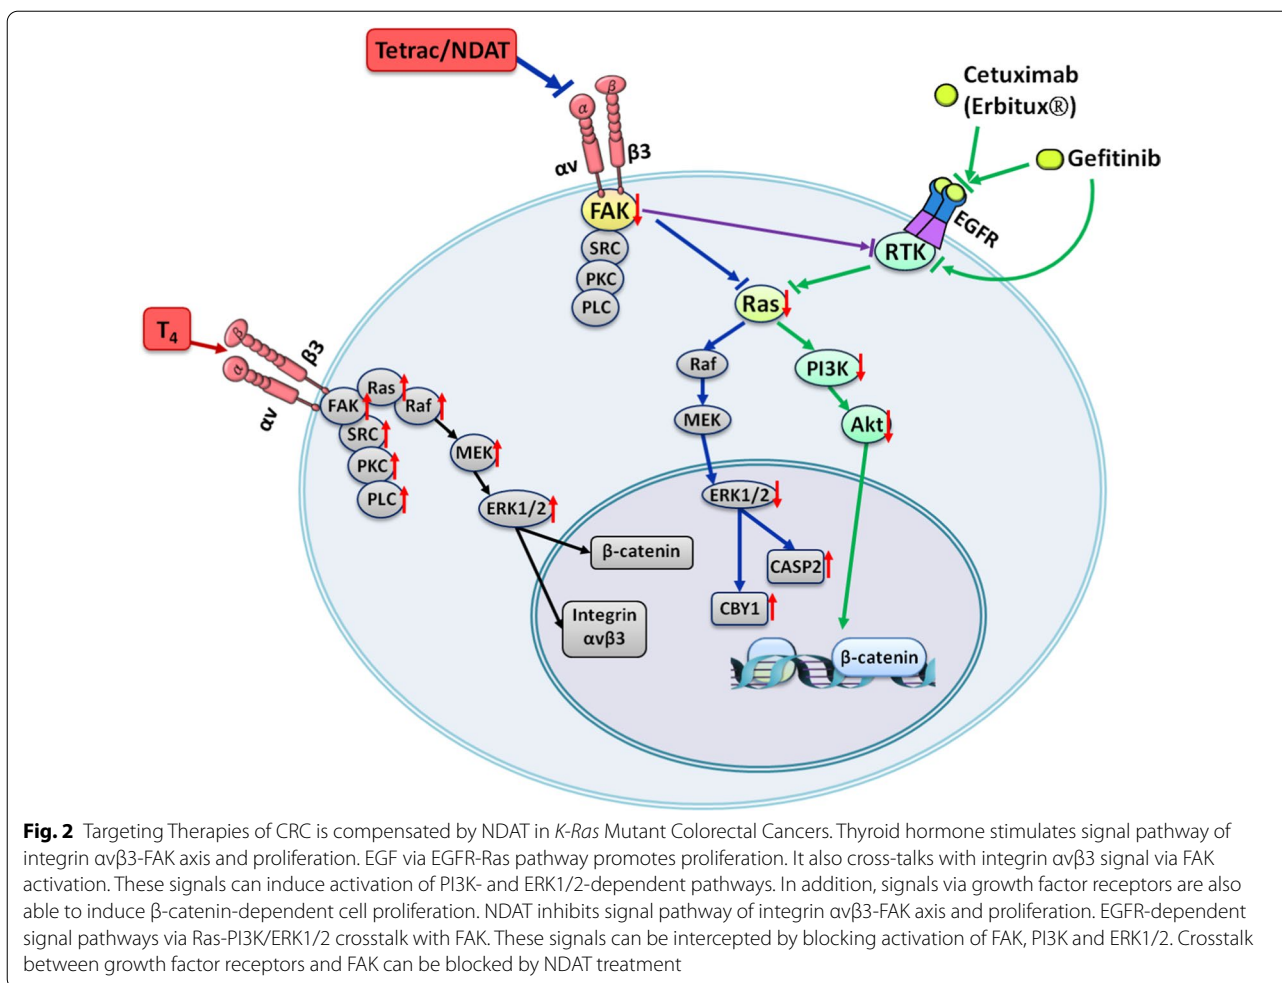 Tetrac/NDAT
Cetuximab
(Erbitux®)
Gefitinib
α
β
αv
β3
FAK
SRC
PKC
PLC
EGFR
RTK
Ras
Raf
MEK
ERK1/2
PI3K
Akt
CASP2
CBY1
β-catenin
T4
β
α
β3
αv
FAK
Ras
Raf
SRC
PKC
PLC
MEK
ERK1/2
β-catenin
Integrin
αvβ3
Fig. 2 Targeting Therapies of CRC is compensated by NDAT in K-Ras Mutant Colorectal Cancers. Thyroid hormone stimulates signal pathway of
integrin αvβ3-FAK axis and proliferation. EGF via EGFR-Ras pathway promotes proliferation. It also cross-talks with integrin αvβ3 signal via FAK
activation. These signals can induce activation of PI3K- and ERK1/2-dependent pathways. In addition, signals via growth factor receptors are also
able to induce β-catenin-dependent cell proliferation. NDAT inhibits signal pathway of integrin αvβ3-FAK axis and proliferation. EGFR-dependent
signal pathways via Ras-PI3K/ERK1/2 crosstalk with FAK. These signals can be intercepted by blocking activation of FAK, PI3K and ERK1/2. Crosstalk
between growth factor receptors and FAK can be blocked by NDAT treatment